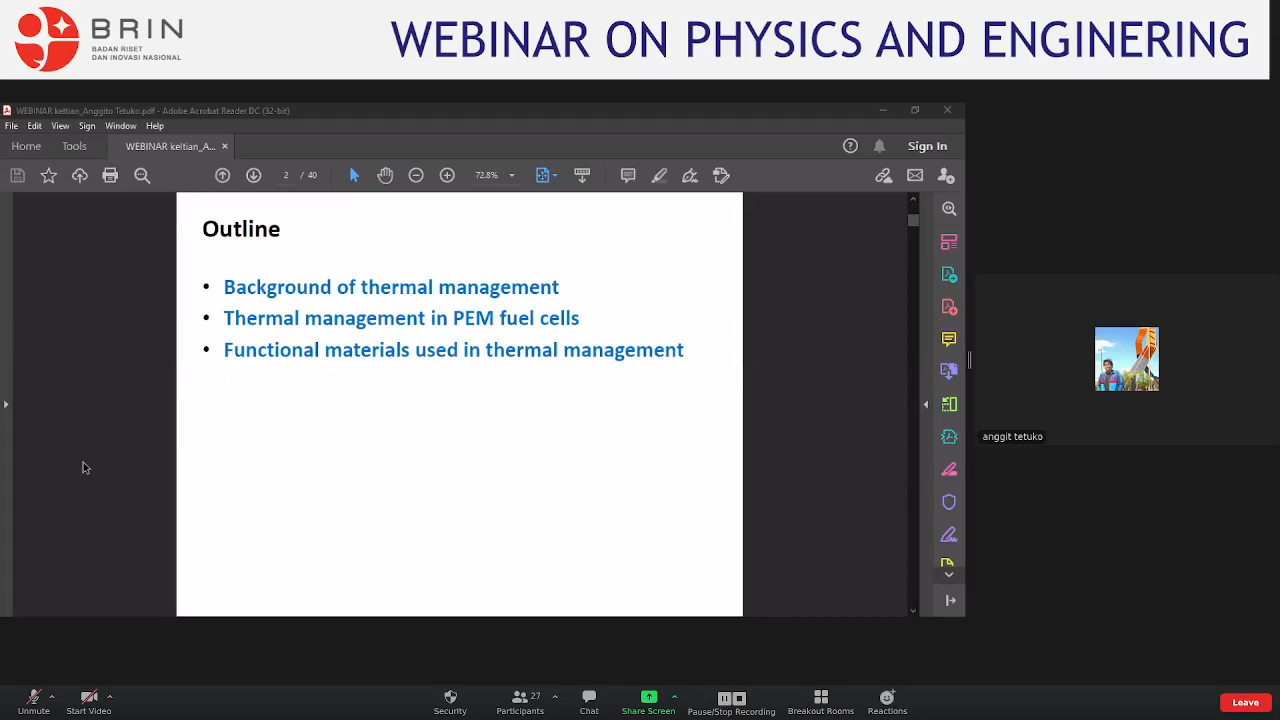 BRIN
BADAN RISET
DAN INOVASI NASIONAL
WEBINAR ON PHYSICS AND ENGINERING
WEBINAR keltian_Anggito Tetuko.pdf - Adobe Acrobat Reader DC (32-bit)
File Edit View Sign Window Help
Home Tools WEBINAR keltian_A... × Sign In
2 / 40 72.8%
Outline
• Background of thermal management
• Thermal management in PEM fuel cells
• Functional materials used in thermal management
anggit tetuko
27
Unmute Start Video Security Participants Chat Share Screen Pause/Stop Recording Breakout Rooms Reactions Leave